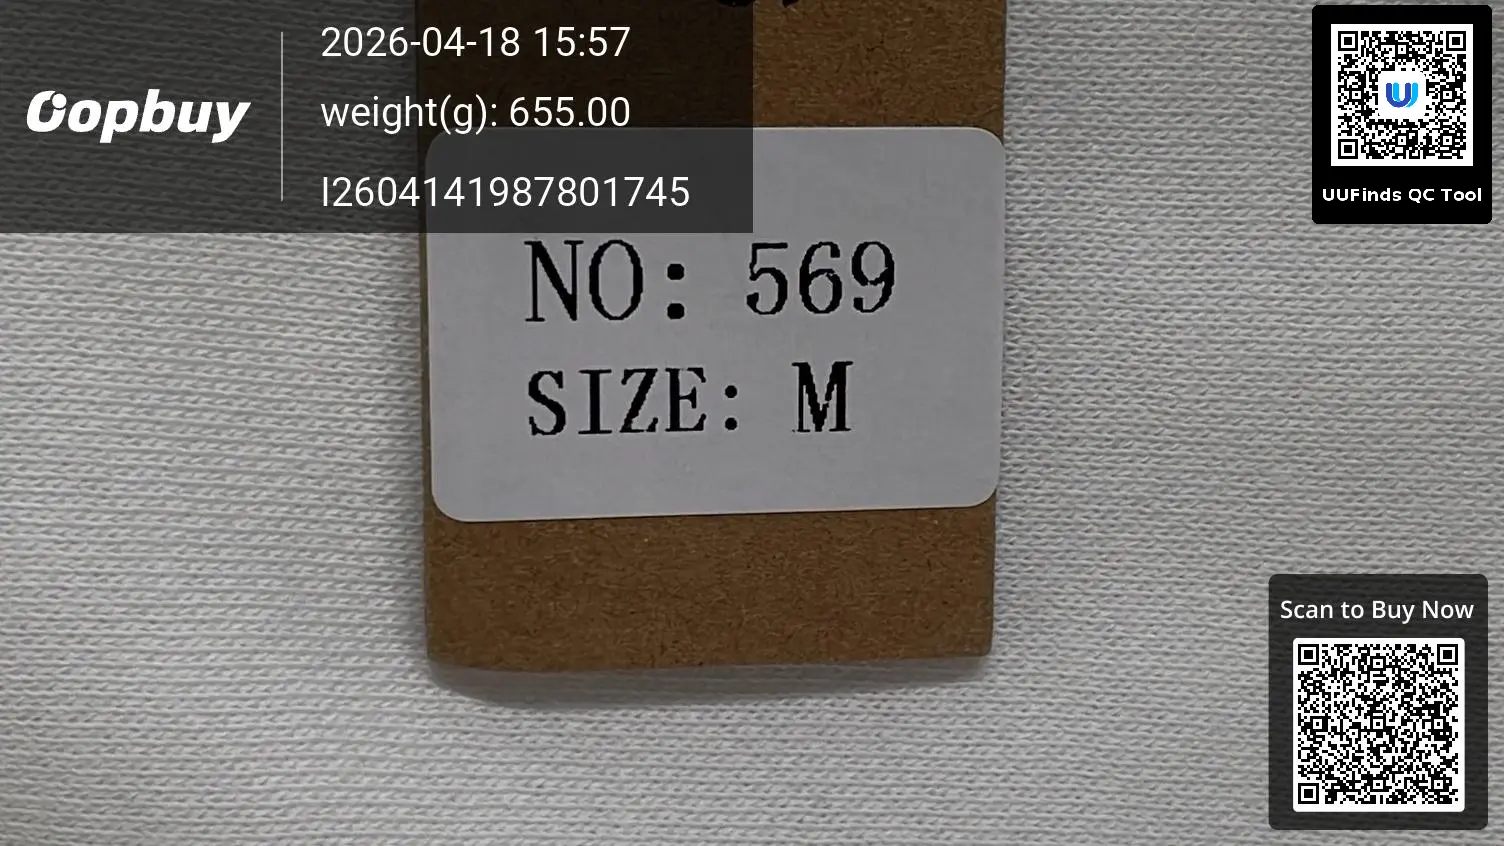 Oopbuy
2026-04-18 15:57
weight(g): 655.00
I2604141987801745
UUFinds QC Tool
NO: 569
SIZE: M
Scan to Buy Now